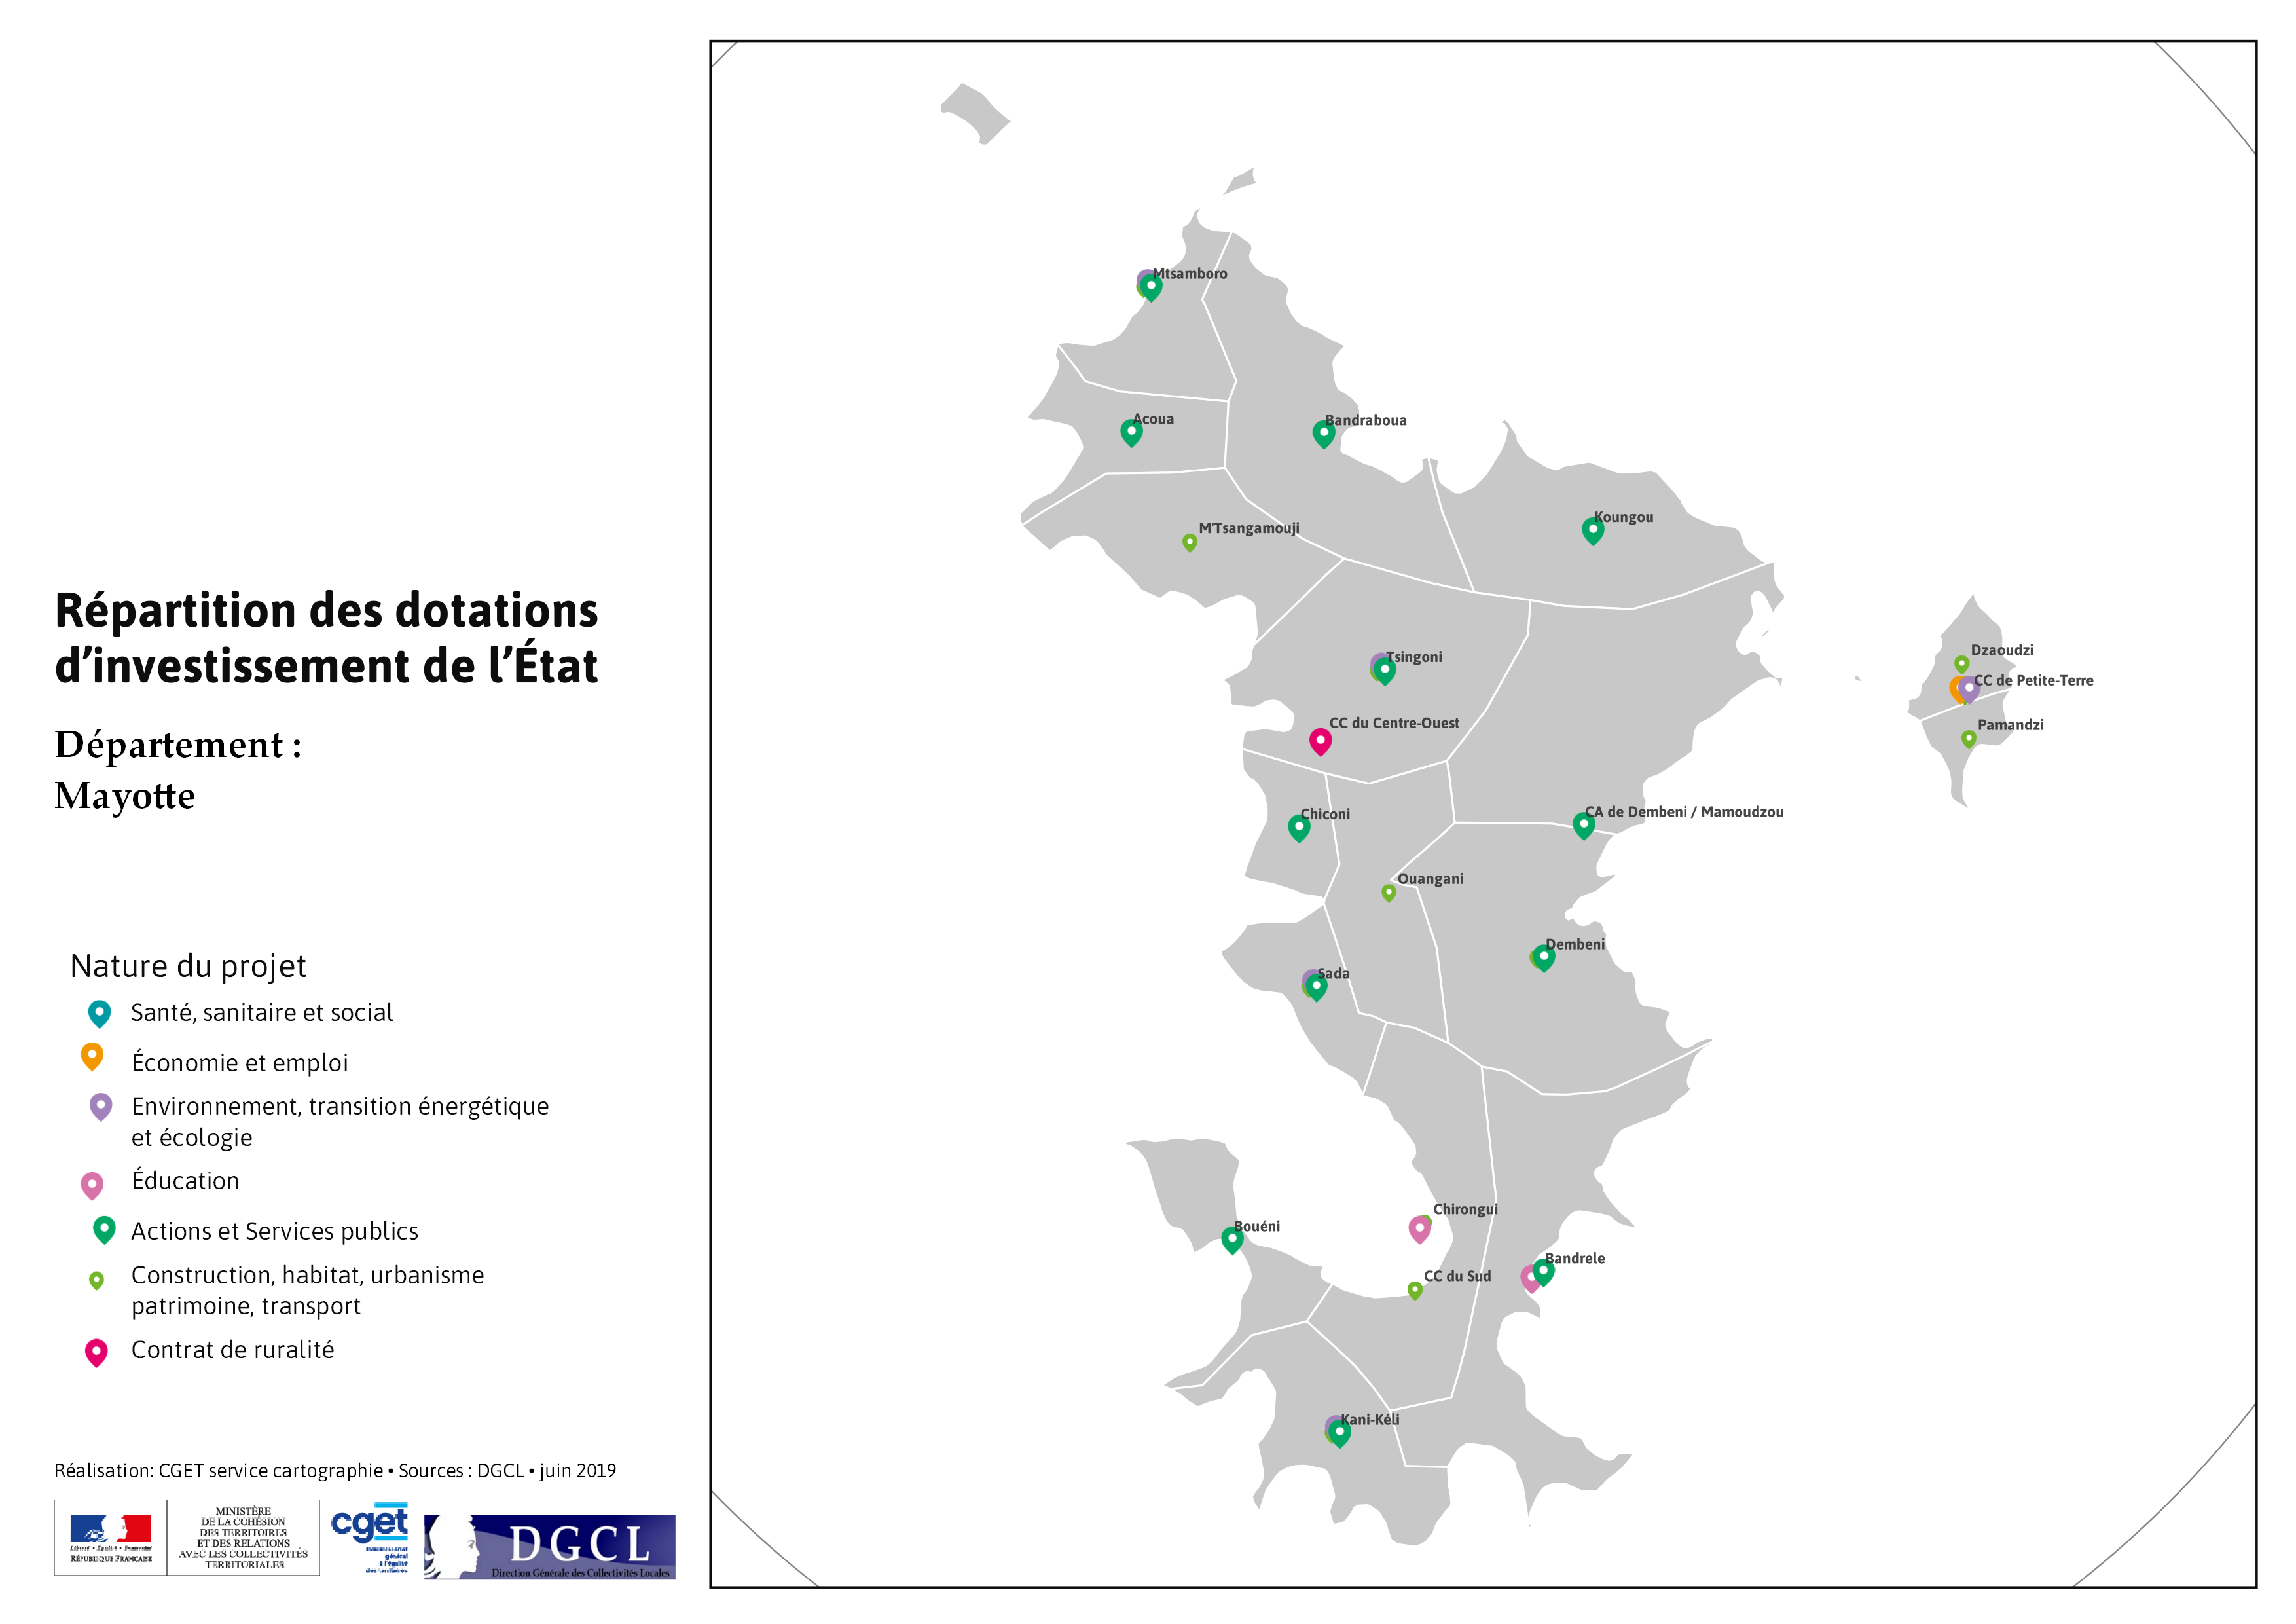 Répartition des dotations
d’investissement de l’État
Département :
Mayotte
Nature du projet
Santé, sanitaire et social
Économie et emploi
Environnement, transition énergétique
et écologie
Éducation
Actions et Services publics
Construction, habitat, urbanisme
patrimoine, transport
Contrat de ruralité
Réalisation: CGET service cartographie • Sources : DGCL • juin 2019
Liberté • Égalité • Fraternité
RÉPUBLIQUE FRANÇAISE
MINISTÈRE
DE LA COHÉSION
DES TERRITOIRES
ET DES RELATIONS
AVEC LES COLLECTIVITÉS
TERRITORIALES
cget
Commissariat
général
à l'égalité
des territoires
DGCL
Direction Générale des Collectivités Locales
Mtsamboro
Acoua
Bandraboua
M'Tsangamouji
Koungou
Tsingoni
Dzaoudzi
CC de Petite-Terre
CC du Centre-Ouest
Pamandzi
Chiconi
CA de Dembeni / Mamoudzou
Ouangani
Dembeni
Sada
Chirongui
Bouéni
Bandrele
CC du Sud
Kani-Kéli